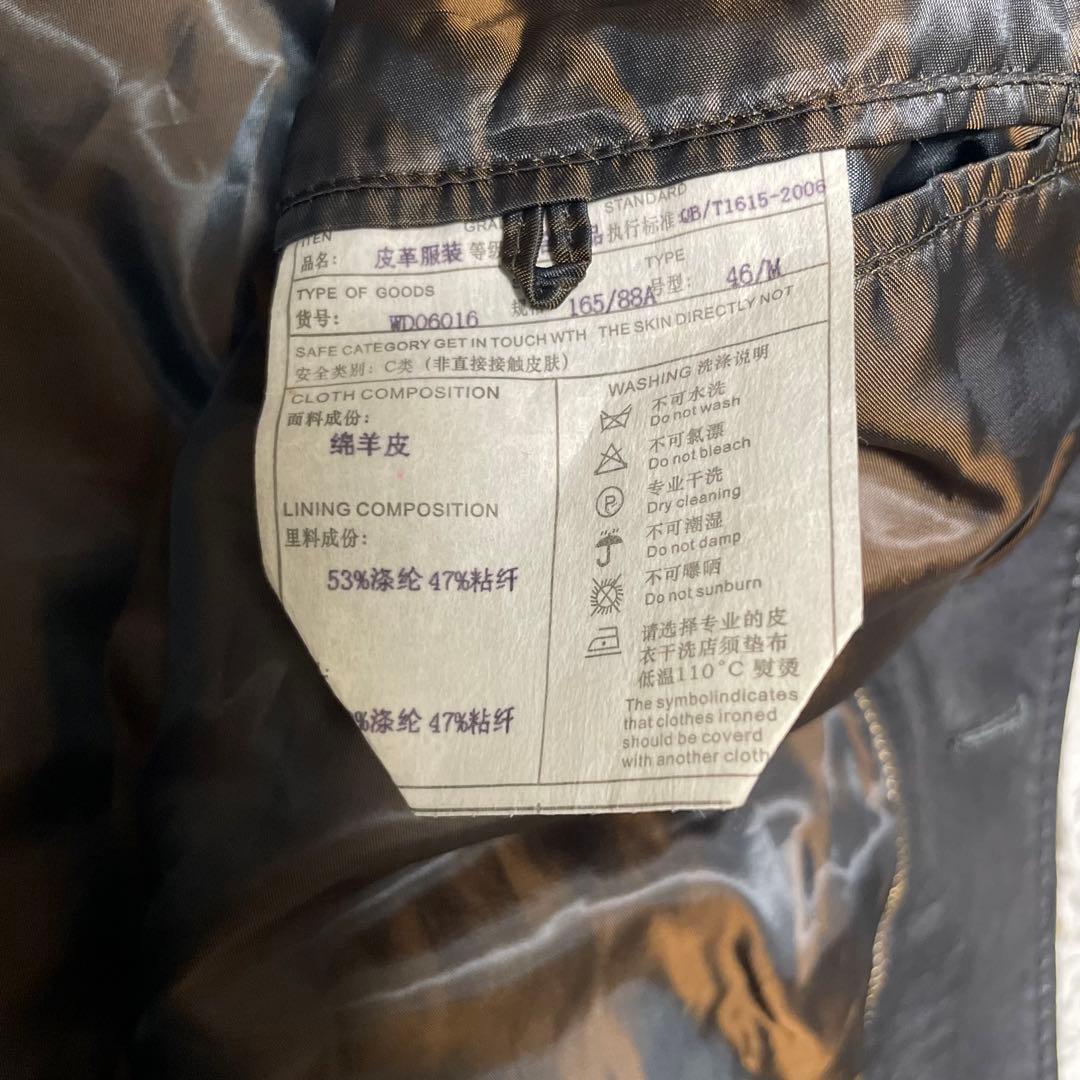 ITEN GRA STANDARD
品名: 皮革服装 等级 品 执行标准 QB/T1615-2006
TYPE OF GOODS TYPE
货号: WD06016 165/88A 号型: 46/M
SAFE CATEGORY GET IN TOUCH WTH THE SKIN DIRECTLY NOT
安全类别: C类 (非直接接触皮肤)
CLOTH COMPOSITION
面料成份:
绵羊皮
LINING COMPOSITION
里料成份:
53%涤纶 47%粘纤
%涤纶 47%粘纤
WASHING 洗涤说明
不可水洗
Do not wash
不可氯漂
Do not bleach
P
专业干洗
Dry cleaning
不可潮湿
Do not damp
不可曝晒
Do not sunburn
请选择专业的皮
衣干洗店须垫布
低温110°C 熨烫
The symbolindicates
that clothes ironed
should be coverd
with another cloth